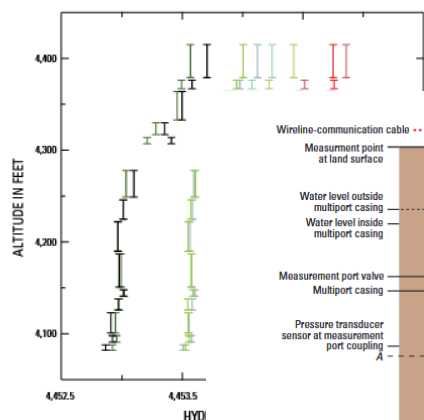 4,400
Wireline-communication cable
4,300
Measurment point
at land surface
ALTITUDE IN FEET
Water level outside
multiport casing
4,200
Water level inside
multiport casing
Measurement port valve
Multiport casing
4,100
Pressure transducer
sensor at measurement
port coupling
A
4,452.5
4,453.5